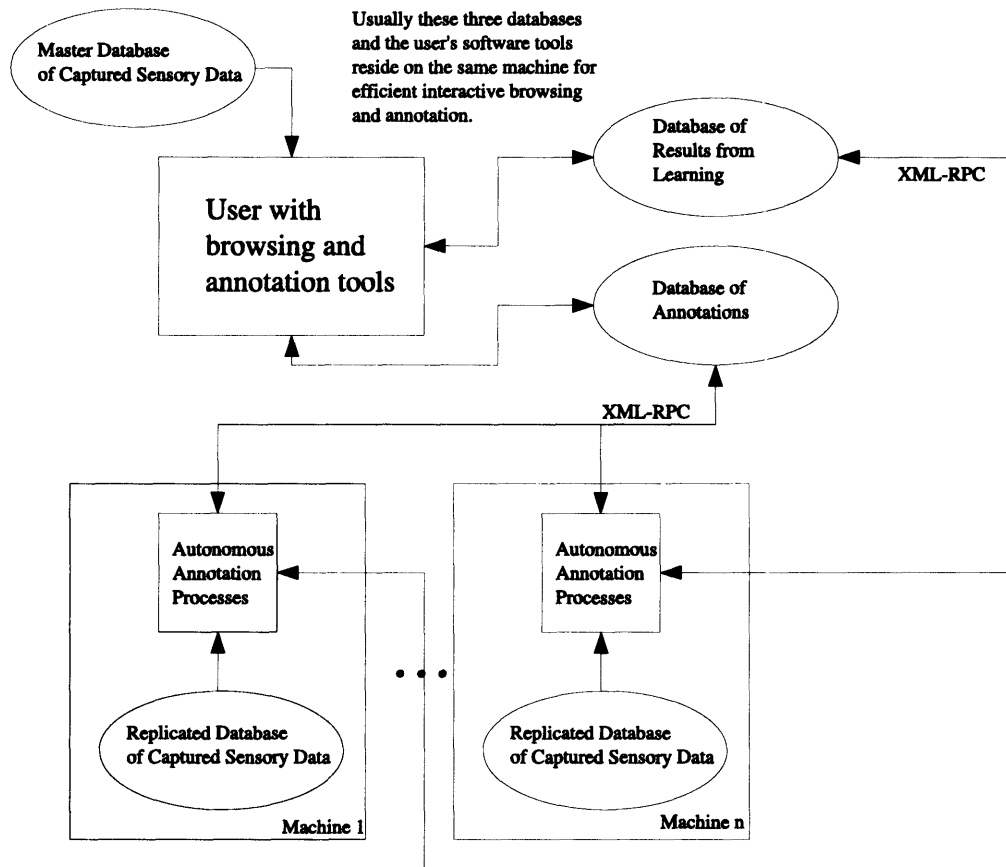 Usually these three databases
and the user's software tools
reside on the same machine for
efficient interactive browsing
and annotation.
Master Database
of Captured Sensory Data
Database of
Results from
Learning
XML-RPC
User with
browsing and
annotation tools
Database of
Annotations
XML-RPC
Autonomous
Annotation
Processes
Replicated Database
of Captured Sensory Data
Machine 1
Autonomous
Annotation
Processes
Replicated Database
of Captured Sensory Data
Machine n